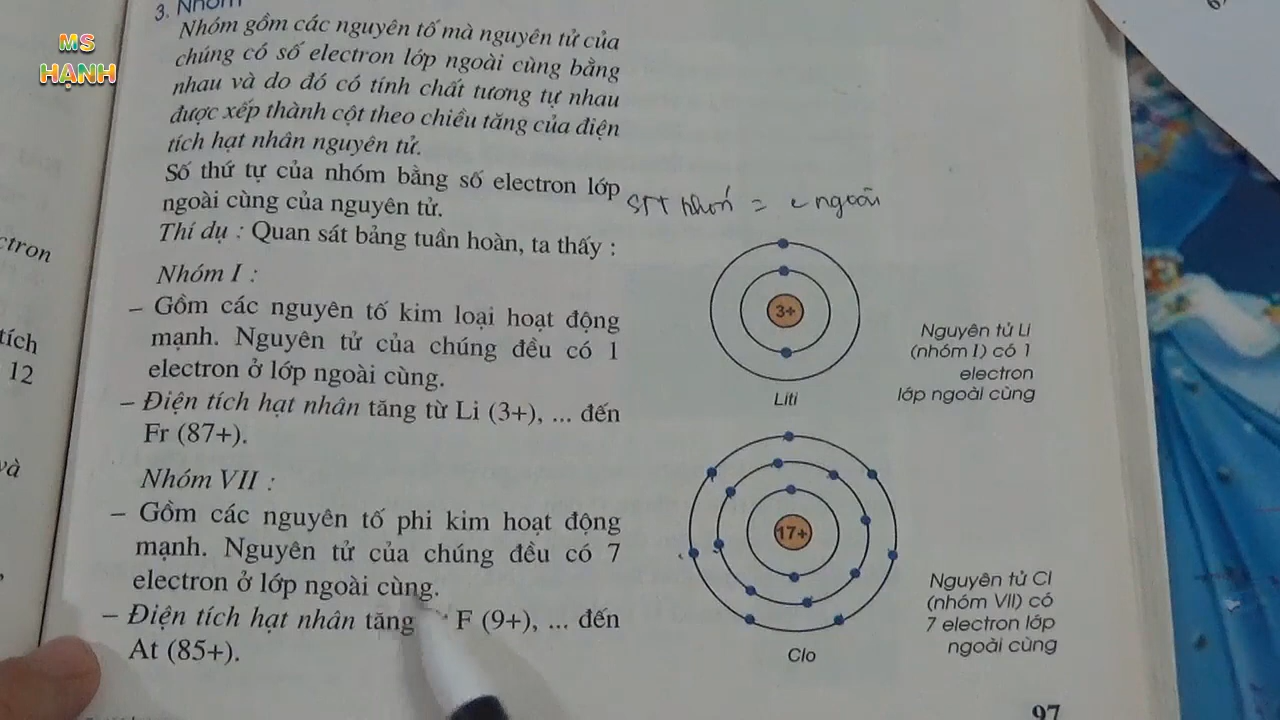 MS
HẠNH
3. Nhóm
Nhóm gồm các nguyên tố mà nguyên tử của
chúng có số electron lớp ngoài cùng bằng
nhau và do đó có tính chất tương tự nhau
được xếp thành cột theo chiều tăng của điện
tích hạt nhân nguyên tử.
Số thứ tự của nhóm bằng số electron lớp
ngoài cùng của nguyên tử.
STT nhóm = e ngoài
Thí dụ : Quan sát bảng tuần hoàn, ta thấy :
Nhóm I :
– Gồm các nguyên tố kim loại hoạt động
mạnh. Nguyên tử của chúng đều có 1
electron ở lớp ngoài cùng.
– Điện tích hạt nhân tăng từ Li (3+), ... đến
Fr (87+).
Nhóm VII :
– Gồm các nguyên tố phi kim hoạt động
mạnh. Nguyên tử của chúng đều có 7
electron ở lớp ngoài cùng.
– Điện tích hạt nhân tăng F (9+), ... đến
At (85+).
3+
Liti
Nguyên tử Li
(nhóm I) có 1
electron
lớp ngoài cùng
17+
Clo
Nguyên tử Cl
(nhóm VII) có
7 electron lớp
ngoài cùng
97
ctron
tích
12
và